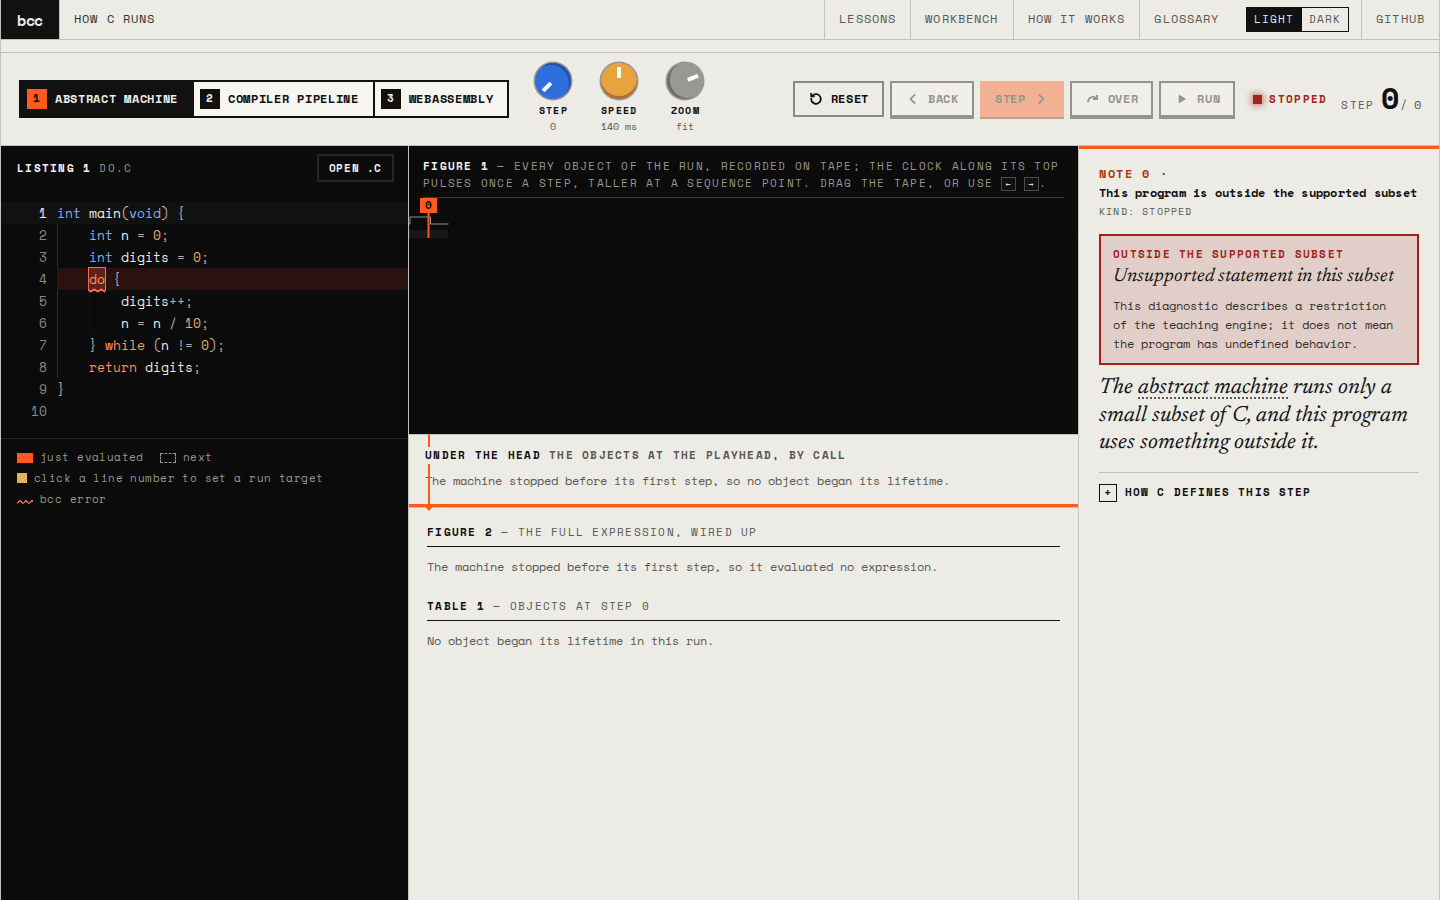 bcc
HOW C RUNS
LESSONS
WORKBENCH
HOW IT WORKS
GLOSSARY
LIGHT
DARK
GITHUB
1 ABSTRACT MACHINE
2 COMPILER PIPELINE
3 WEBASSEMBLY
STEP
0
SPEED
140 ms
ZOOM
fit
RESET
BACK
STEP
OVER
RUN
STOPPED
STEP 0 / 0
LISTING 1 DO.C
OPEN .C
1 int main(void) {
2 int n = 0;
3 int digits = 0;
4 do {
5 digits++;
6 n = n / 10;
7 } while (n != 0);
8 return digits;
9 }
10
just evaluated
next
click a line number to set a run target
bcc error
FIGURE 1 — EVERY OBJECT OF THE RUN, RECORDED ON TAPE; THE CLOCK ALONG ITS TOP
PULSES ONCE A STEP, TALLER AT A SEQUENCE POINT. DRAG THE TAPE, OR USE ← →.
0
UNDER THE HEAD THE OBJECTS AT THE PLAYHEAD, BY CALL
The machine stopped before its first step, so no object began its lifetime.
FIGURE 2 — THE FULL EXPRESSION, WIRED UP
The machine stopped before its first step, so it evaluated no expression.
TABLE 1 — OBJECTS AT STEP 0
No object began its lifetime in this run.
NOTE 0 ·
This program is outside the supported subset
KIND: STOPPED
OUTSIDE THE SUPPORTED SUBSET
Unsupported statement in this subset
This diagnostic describes a restriction
of the teaching engine; it does not mean
the program has undefined behavior.
The abstract machine runs only a
small subset of C, and this program
uses something outside it.
+ HOW C DEFINES THIS STEP